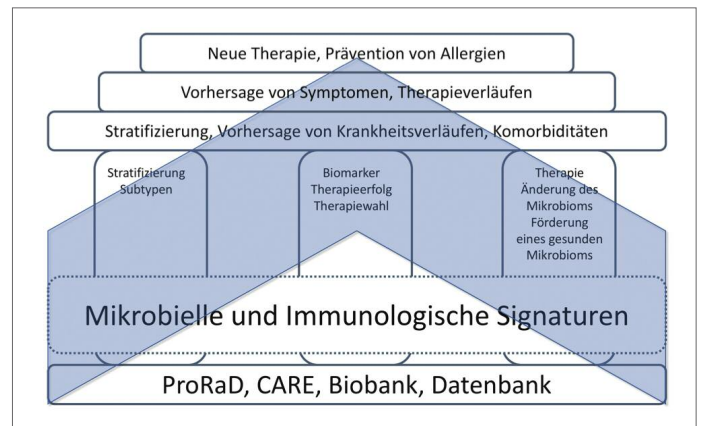 Neue Therapie, Prävention von Allergien
Vorhersage von Symptomen, Therapieverläufen
Stratifizierung, Vorhersage von Krankheitsverläufen, Komorbiditäten
Stratifizierung
Subtypen
Biomarker
Therapieerfolg
Therapiewahl
Therapie
Änderung des
Mikrobioms
Förderung
eines gesunden
Mikrobioms
Mikrobielle und Immunologische Signaturen
ProRaD, CARE, Biobank, Datenbank